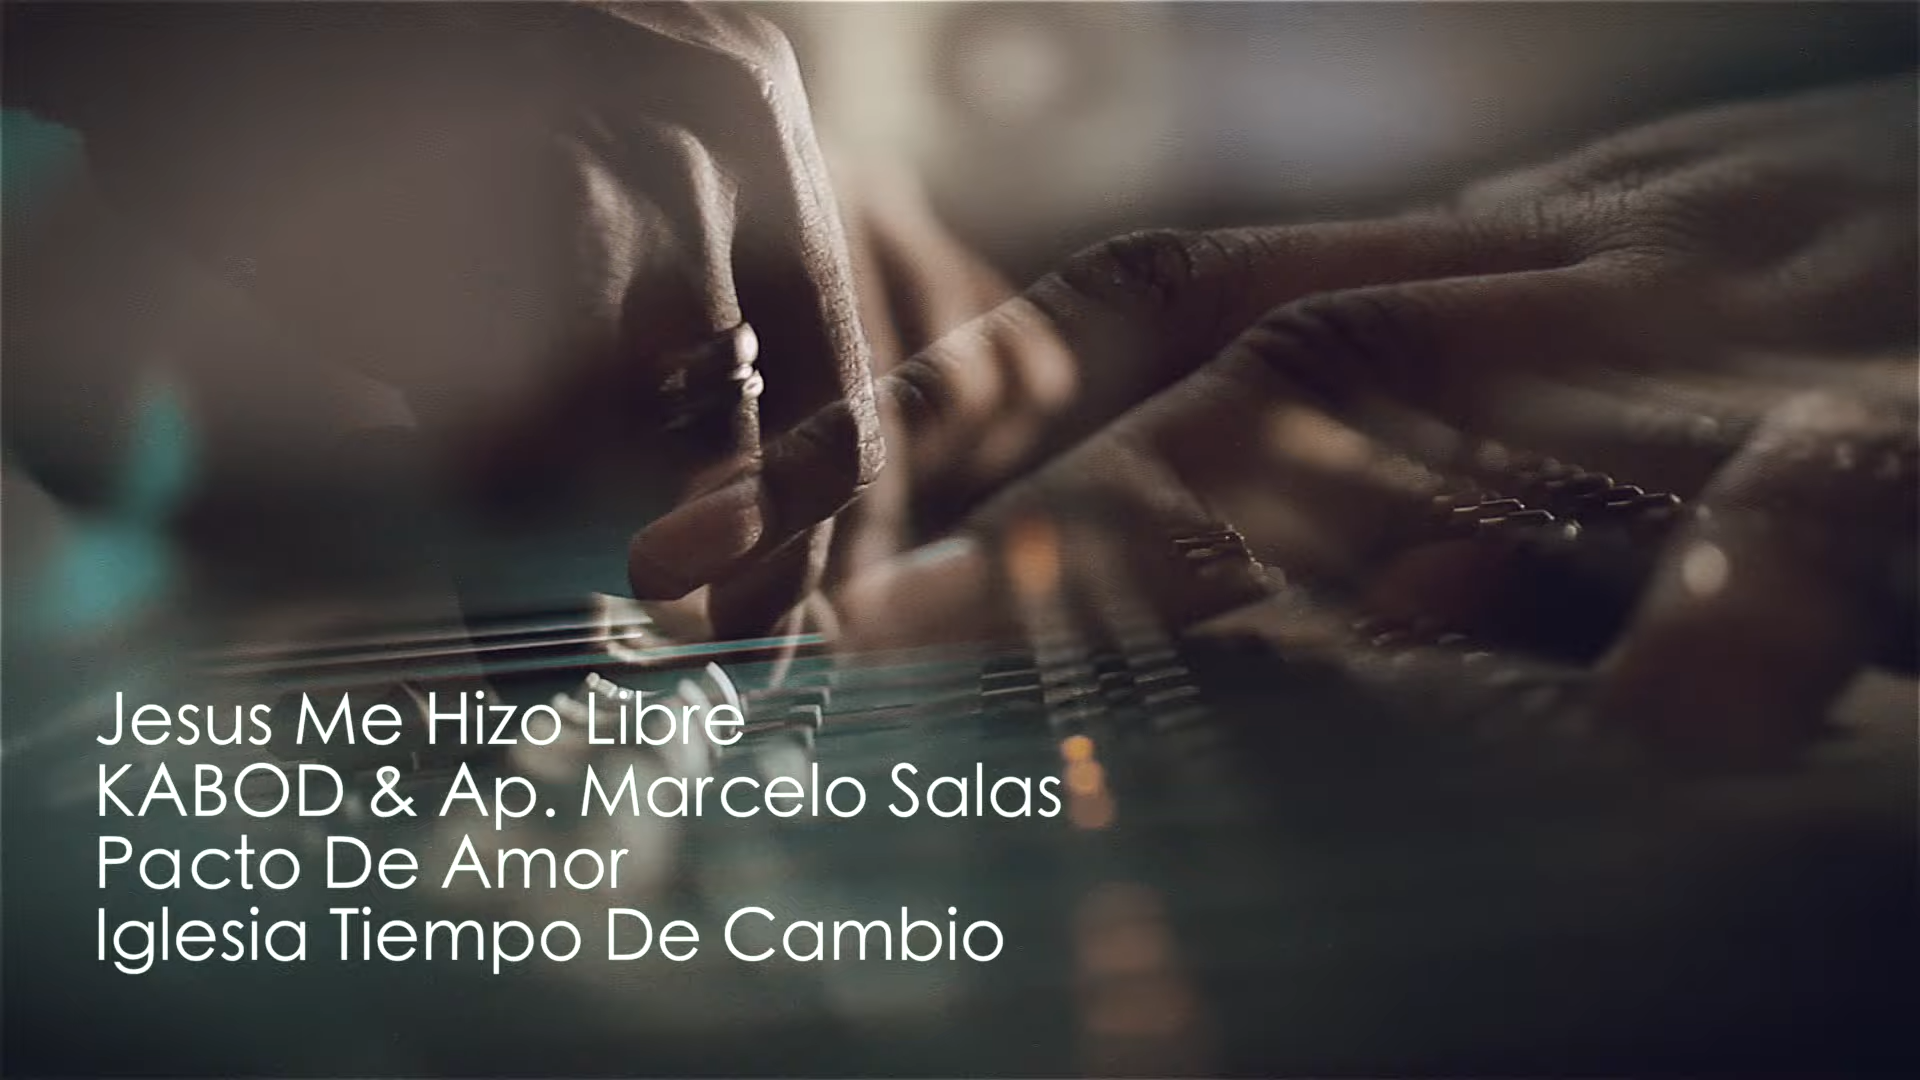 Jesus Me Hizo Libre
KABOD & Ap. Marcelo Salas
Pacto De Amor
Iglesia Tiempo De Cambio